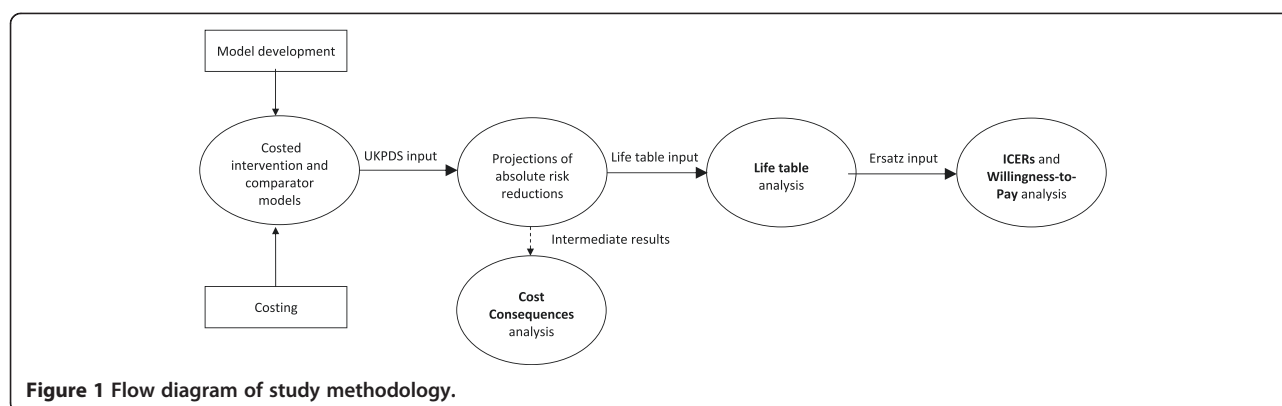 Model development
Costed
intervention and
comparator
models
UKPDS input
Projections of
absolute risk
reductions
Life table input
Life table
analysis
Ersatz input
ICERs and
Willingness-to-
Pay analysis
Intermediate results
Costing
Cost
Consequences
analysis
Figure 1 Flow diagram of study methodology.